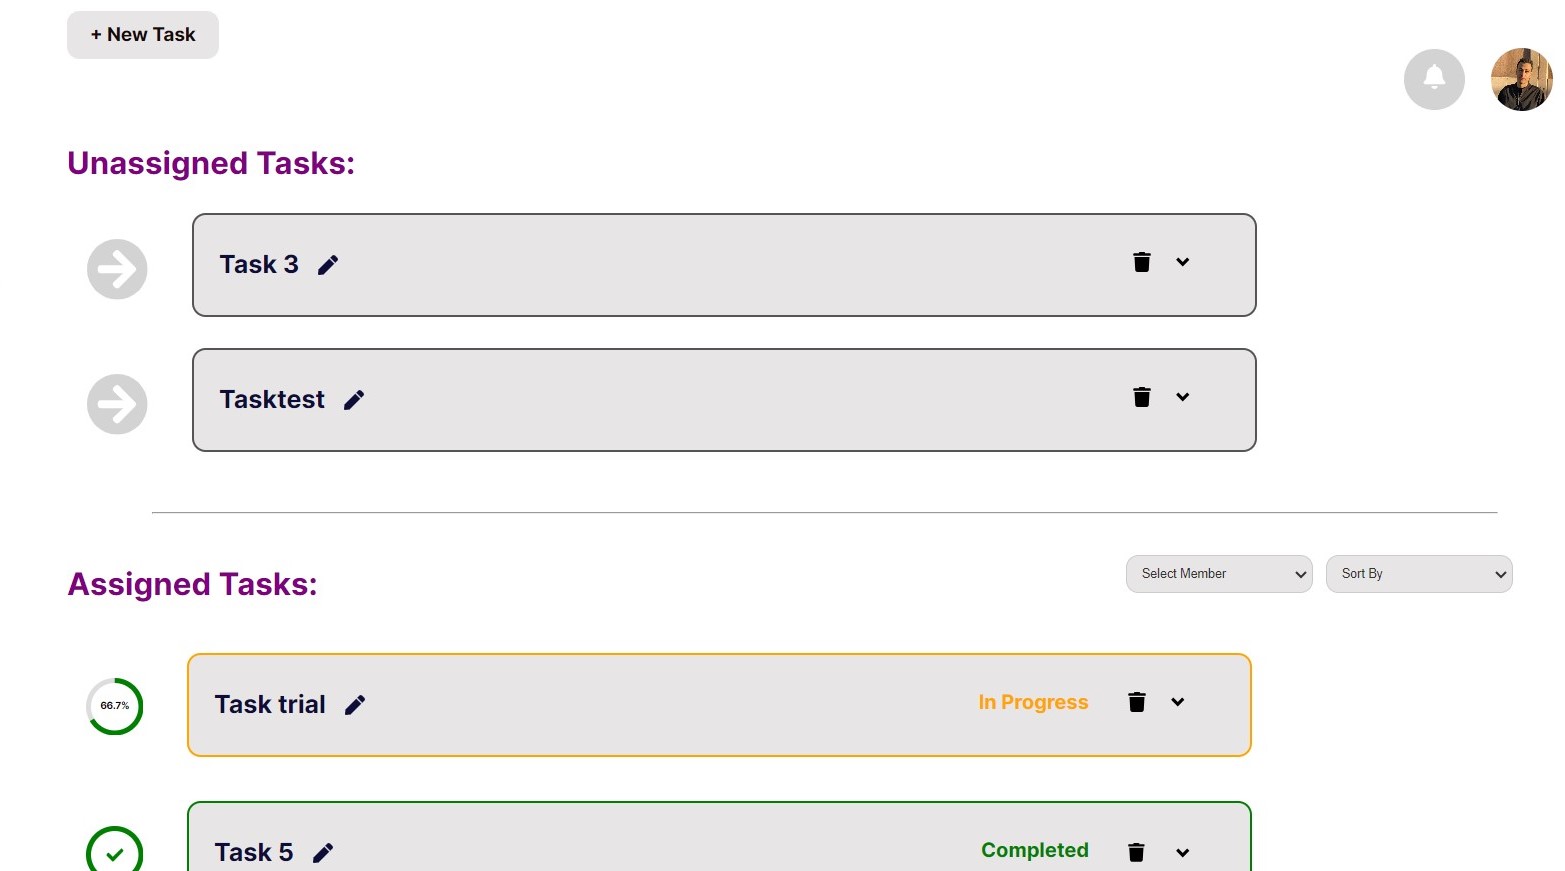 + New Task
Unassigned Tasks:
Task 3
Tasktest
Assigned Tasks:
Select Member
Sort By
66.7%
Task trial
In Progress
Task 5
Completed